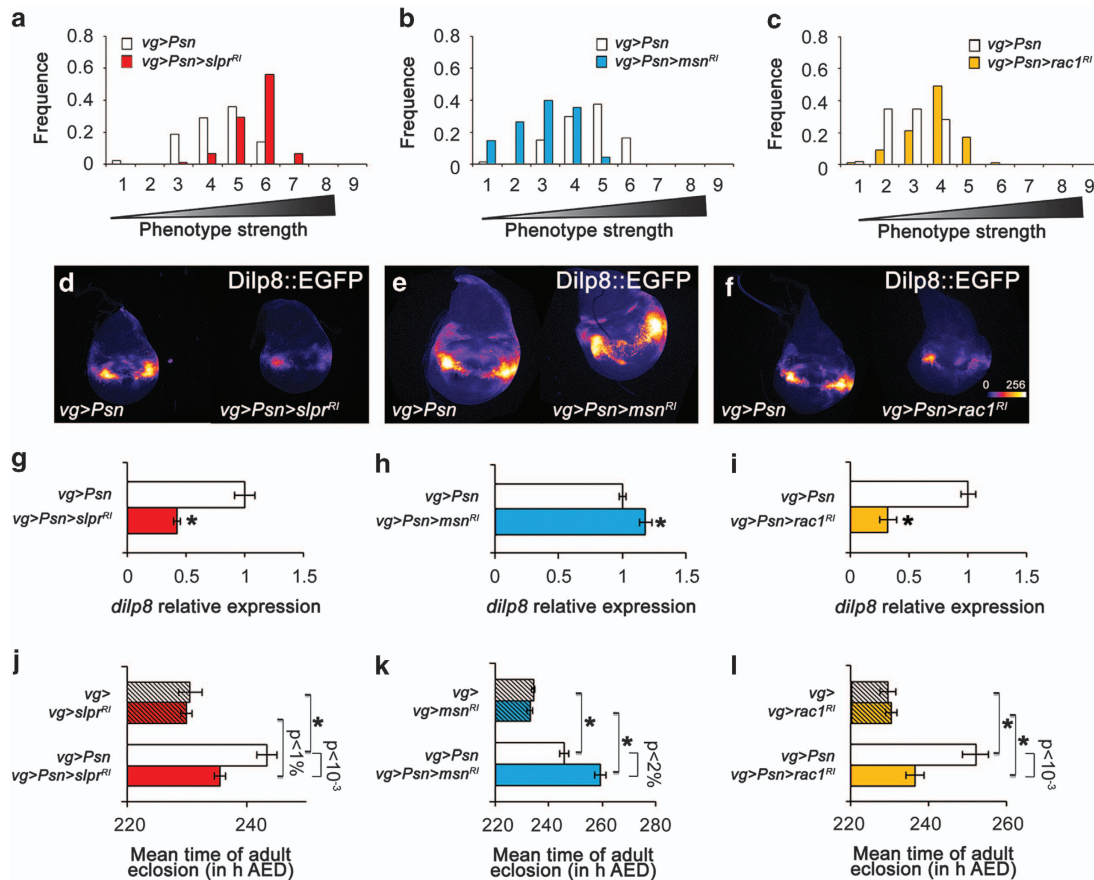 a
vg>Psn
vg>Psn>slpr^RI
Frequence
0.8
0.6
0.4
0.2
0
1 2 3 4 5 6 7 8 9
Phenotype strength
b
vg>Psn
vg>Psn>msn^RI
Frequence
0.8
0.6
0.4
0.2
0
1 2 3 4 5 6 7 8 9
Phenotype strength
c
vg>Psn
vg>Psn>rac1^RI
Frequence
0.8
0.6
0.4
0.2
0
1 2 3 4 5 6 7 8 9
Phenotype strength
d
Dilp8::EGFP
vg>Psn
vg>Psn>slpr^RI
e
Dilp8::EGFP
vg>Psn
vg>Psn>msn^RI
f
Dilp8::EGFP
0 256
vg>Psn
vg>Psn>rac1^RI
g
vg>Psn
vg>Psn>slpr^RI
*
0 0.5 1 1.5
dilp8 relative expression
h
vg>Psn
vg>Psn>msn^RI
*
0 0.5 1 1.5
dilp8 relative expression
i
vg>Psn
vg>Psn>rac1^RI
*
0 0.5 1 1.5
dilp8 relative expression
j
vg>
vg>slpr^RI
vg>Psn
vg>Psn>slpr^RI
*
p<1%
p<10^-3
220 240
Mean time of adult
eclosion (in h AED)
k
vg>
vg>msn^RI
vg>Psn
vg>Psn>msn^RI
*
*
p<2%
220 240 260 280
Mean time of adult
eclosion (in h AED)
l
vg>
vg>rac1^RI
vg>Psn
vg>Psn>rac1^RI
*
*
p<10^-3
220 240 260
Mean time of adult
eclosion (in h AED)